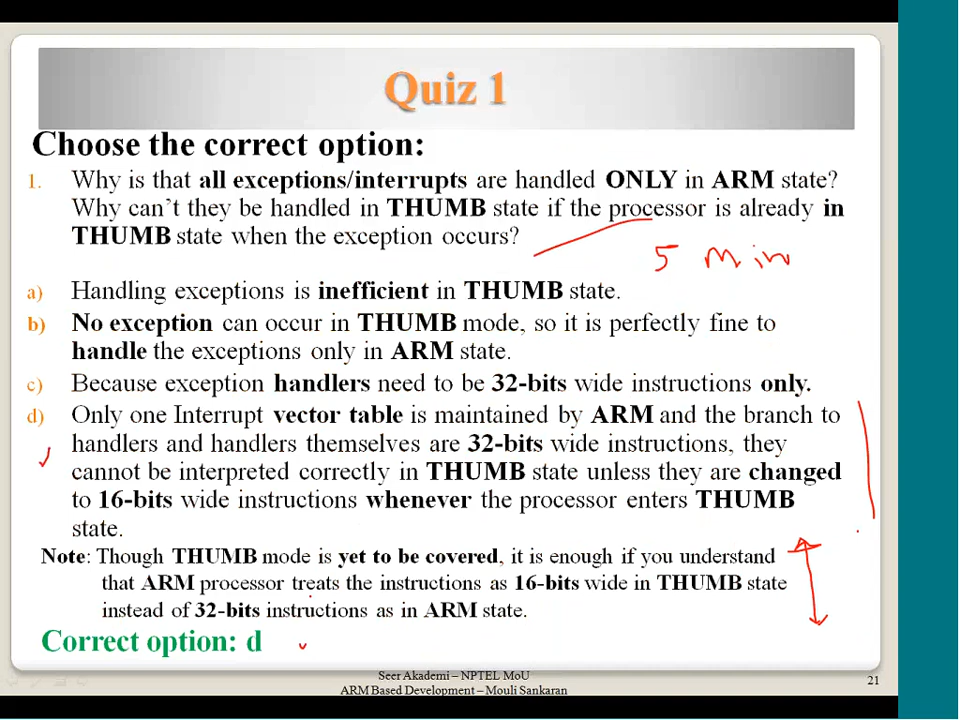 Quiz 1
Choose the correct option:
1. Why is that all exceptions/interrupts are handled ONLY in ARM state?
Why can't they be handled in THUMB state if the processor is already in
THUMB state when the exception occurs?
5 min
a) Handling exceptions is inefficient in THUMB state.
b) No exception can occur in THUMB mode, so it is perfectly fine to
handle the exceptions only in ARM state.
c) Because exception handlers need to be 32-bits wide instructions only.
d) Only one Interrupt vector table is maintained by ARM and the branch to
handlers and handlers themselves are 32-bits wide instructions, they
cannot be interpreted correctly in THUMB state unless they are changed
to 16-bits wide instructions whenever the processor enters THUMB
state.
Note: Though THUMB mode is yet to be covered, it is enough if you understand
that ARM processor treats the instructions as 16-bits wide in THUMB state
instead of 32-bits instructions as in ARM state.
Correct option: d
Seer Akademi – NPTEL MoU
ARM Based Development – Mouli Sankaran
21